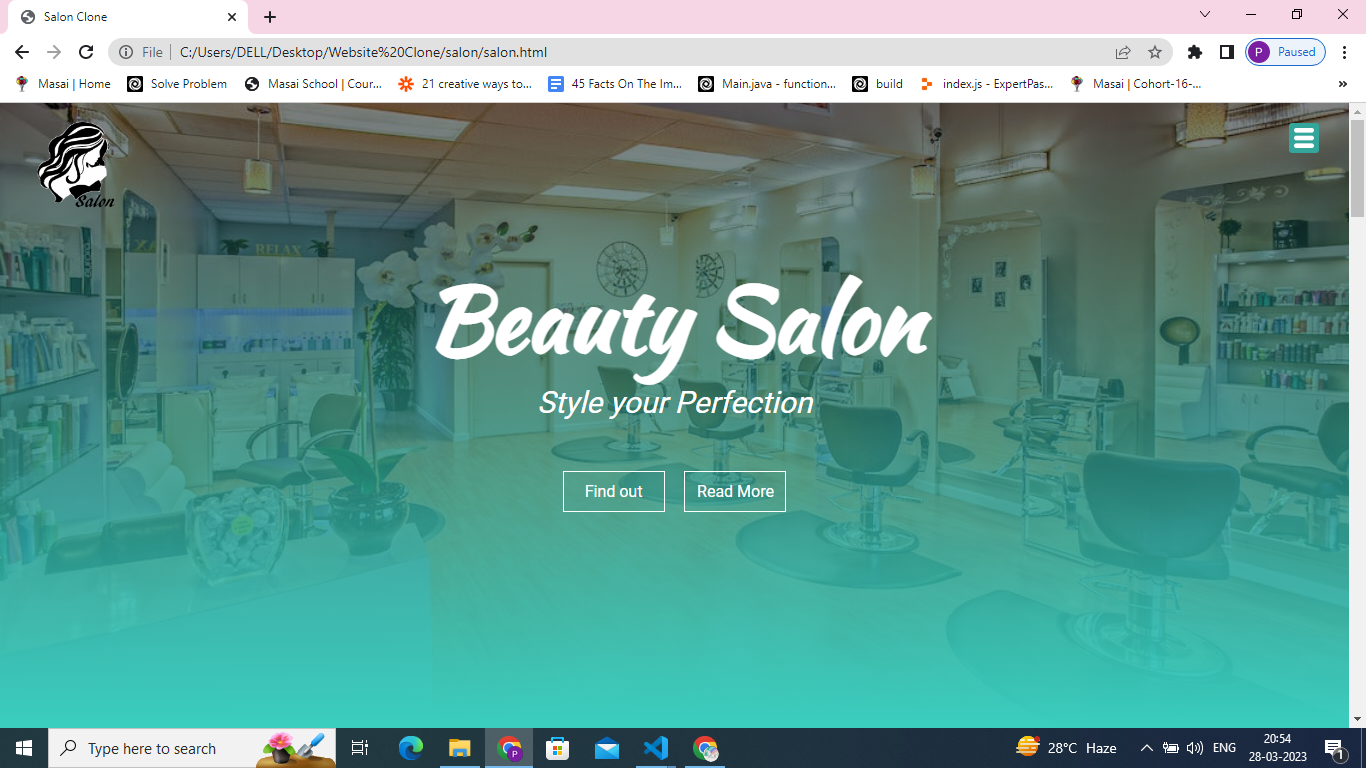 Salon Clone
File
C:/Users/DELL/Desktop/Website%20Clone/salon/salon.html
P Paused
Masai | Home
Solve Problem
Masai School | Cour...
21 creative ways to...
45 Facts On The Im...
Main.java - function...
build
index.js - ExpertPas...
Masai | Cohort-16-...
»
Salon
RELAX
Beauty Salon
Style your Perfection
Find out
Read More
Type here to search
P
28°C Haze
ENG
20:54
28-03-2023
1